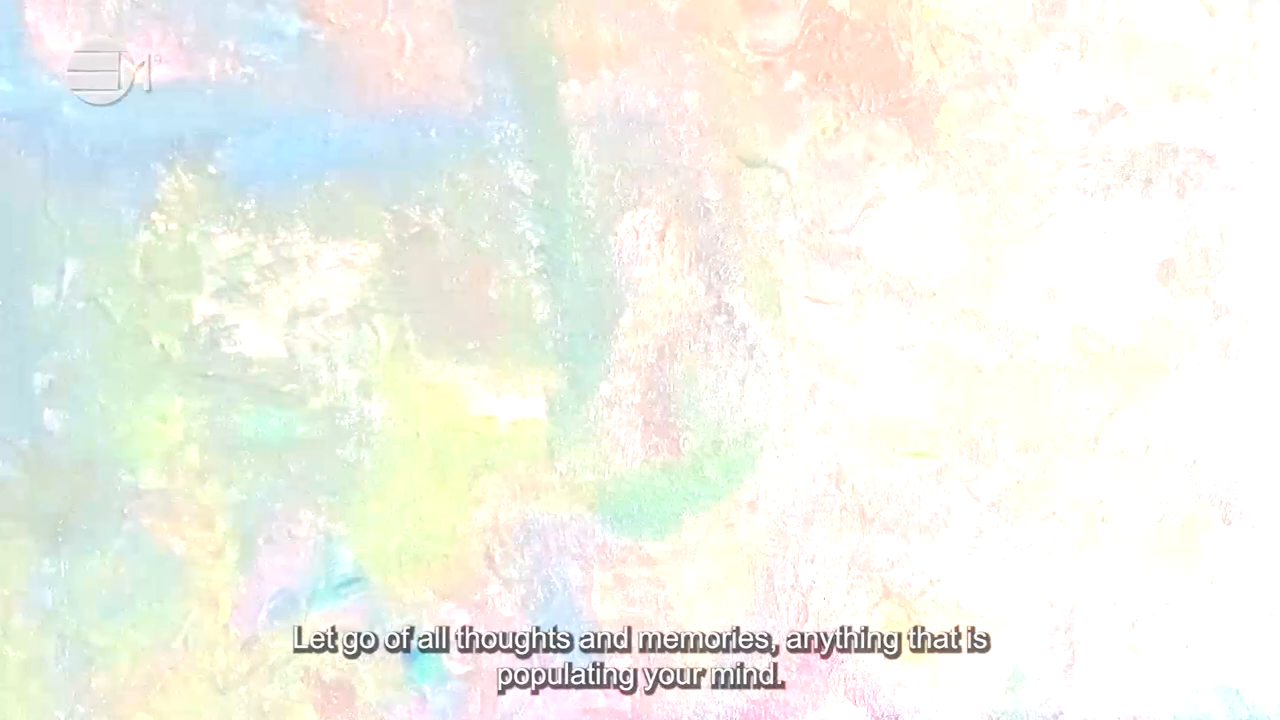 Let go of all thoughts and memories, anything that is
populating your mind.